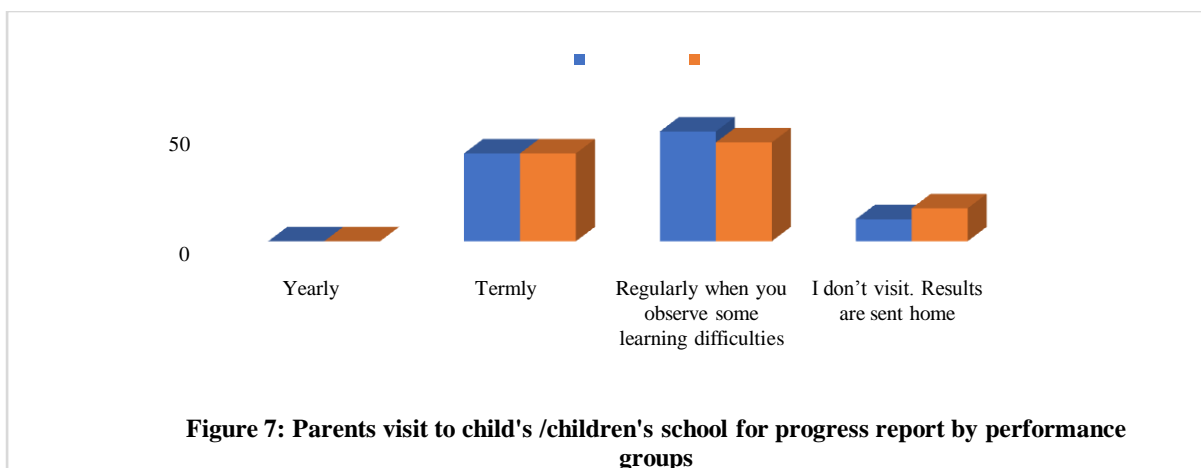 50
0
Yearly
Termly
Regularly when you
observe some
learning difficulties
I don’t visit. Results
are sent home
Figure 7: Parents visit to child's /children's school for progress report by performance
groups